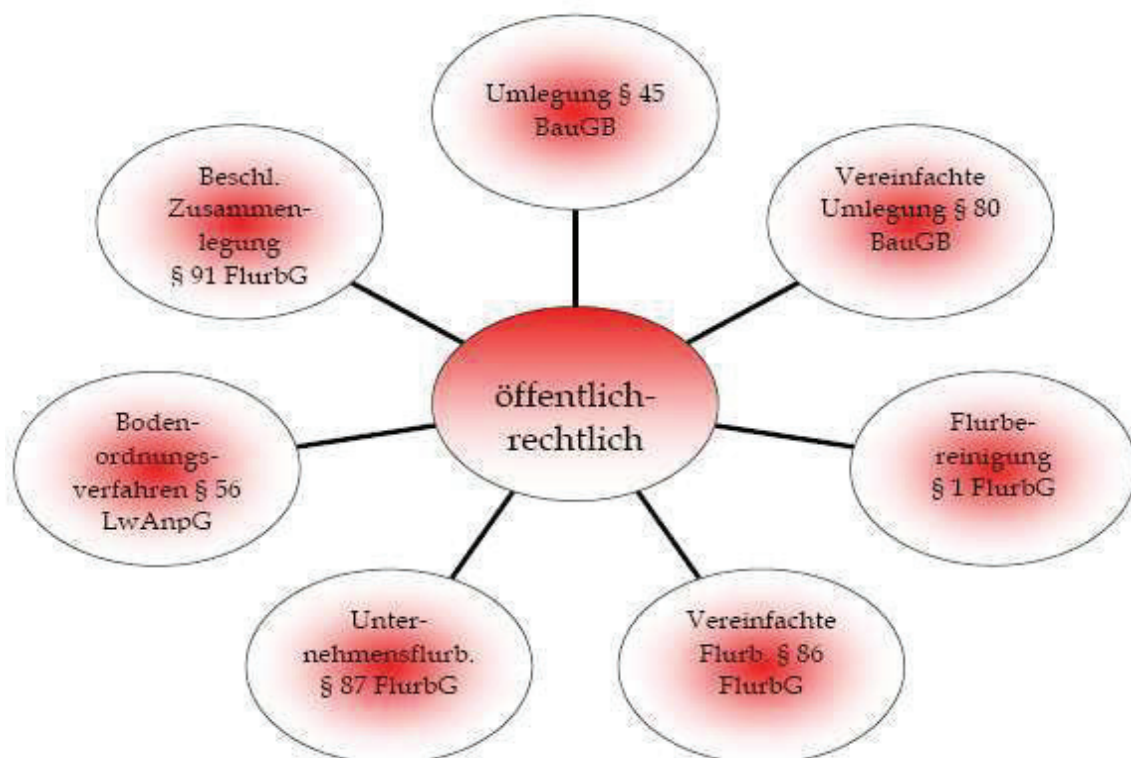 Umlegung § 45
BauGB
Vereinfachte
Umlegung § 80
BauGB
Flurbe-
reinigung
§ 1 FlurbG
Vereinfachte
Flurb. § 86
FlurbG
Unter-
nehmensflurb.
§ 87 FlurbG
Boden-
ordnungs-
verfahren § 56
LwAnpG
Beschl.
Zusammen-
legung
§ 91 FlurbG
öffentlich-
rechtlich